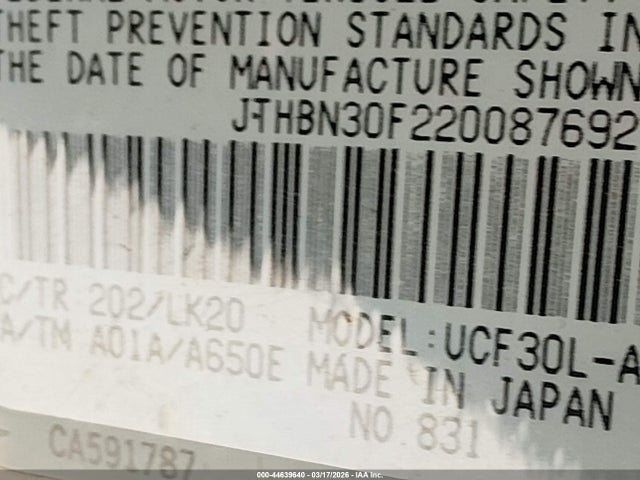 THEFT PREVENTION STANDARDS IN
THE DATE OF MANUFACTURE SHOWN
JTHBN30F220087692
C/TR 202/LK20 MODEL:UCF30L-A
A/TM A01A/A650E MADE IN JAPAN
NO.831
CA591787
000-44639640 - 03/17/2026 - IAA Inc.